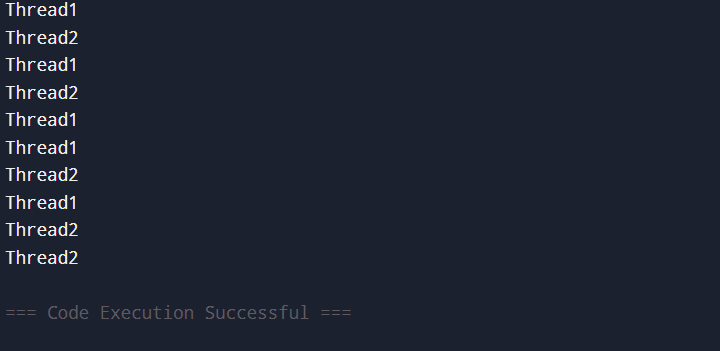 Thread1
Thread2
Thread1
Thread2
Thread1
Thread1
Thread2
Thread1
Thread2
Thread2
=== Code Execution Successful ===